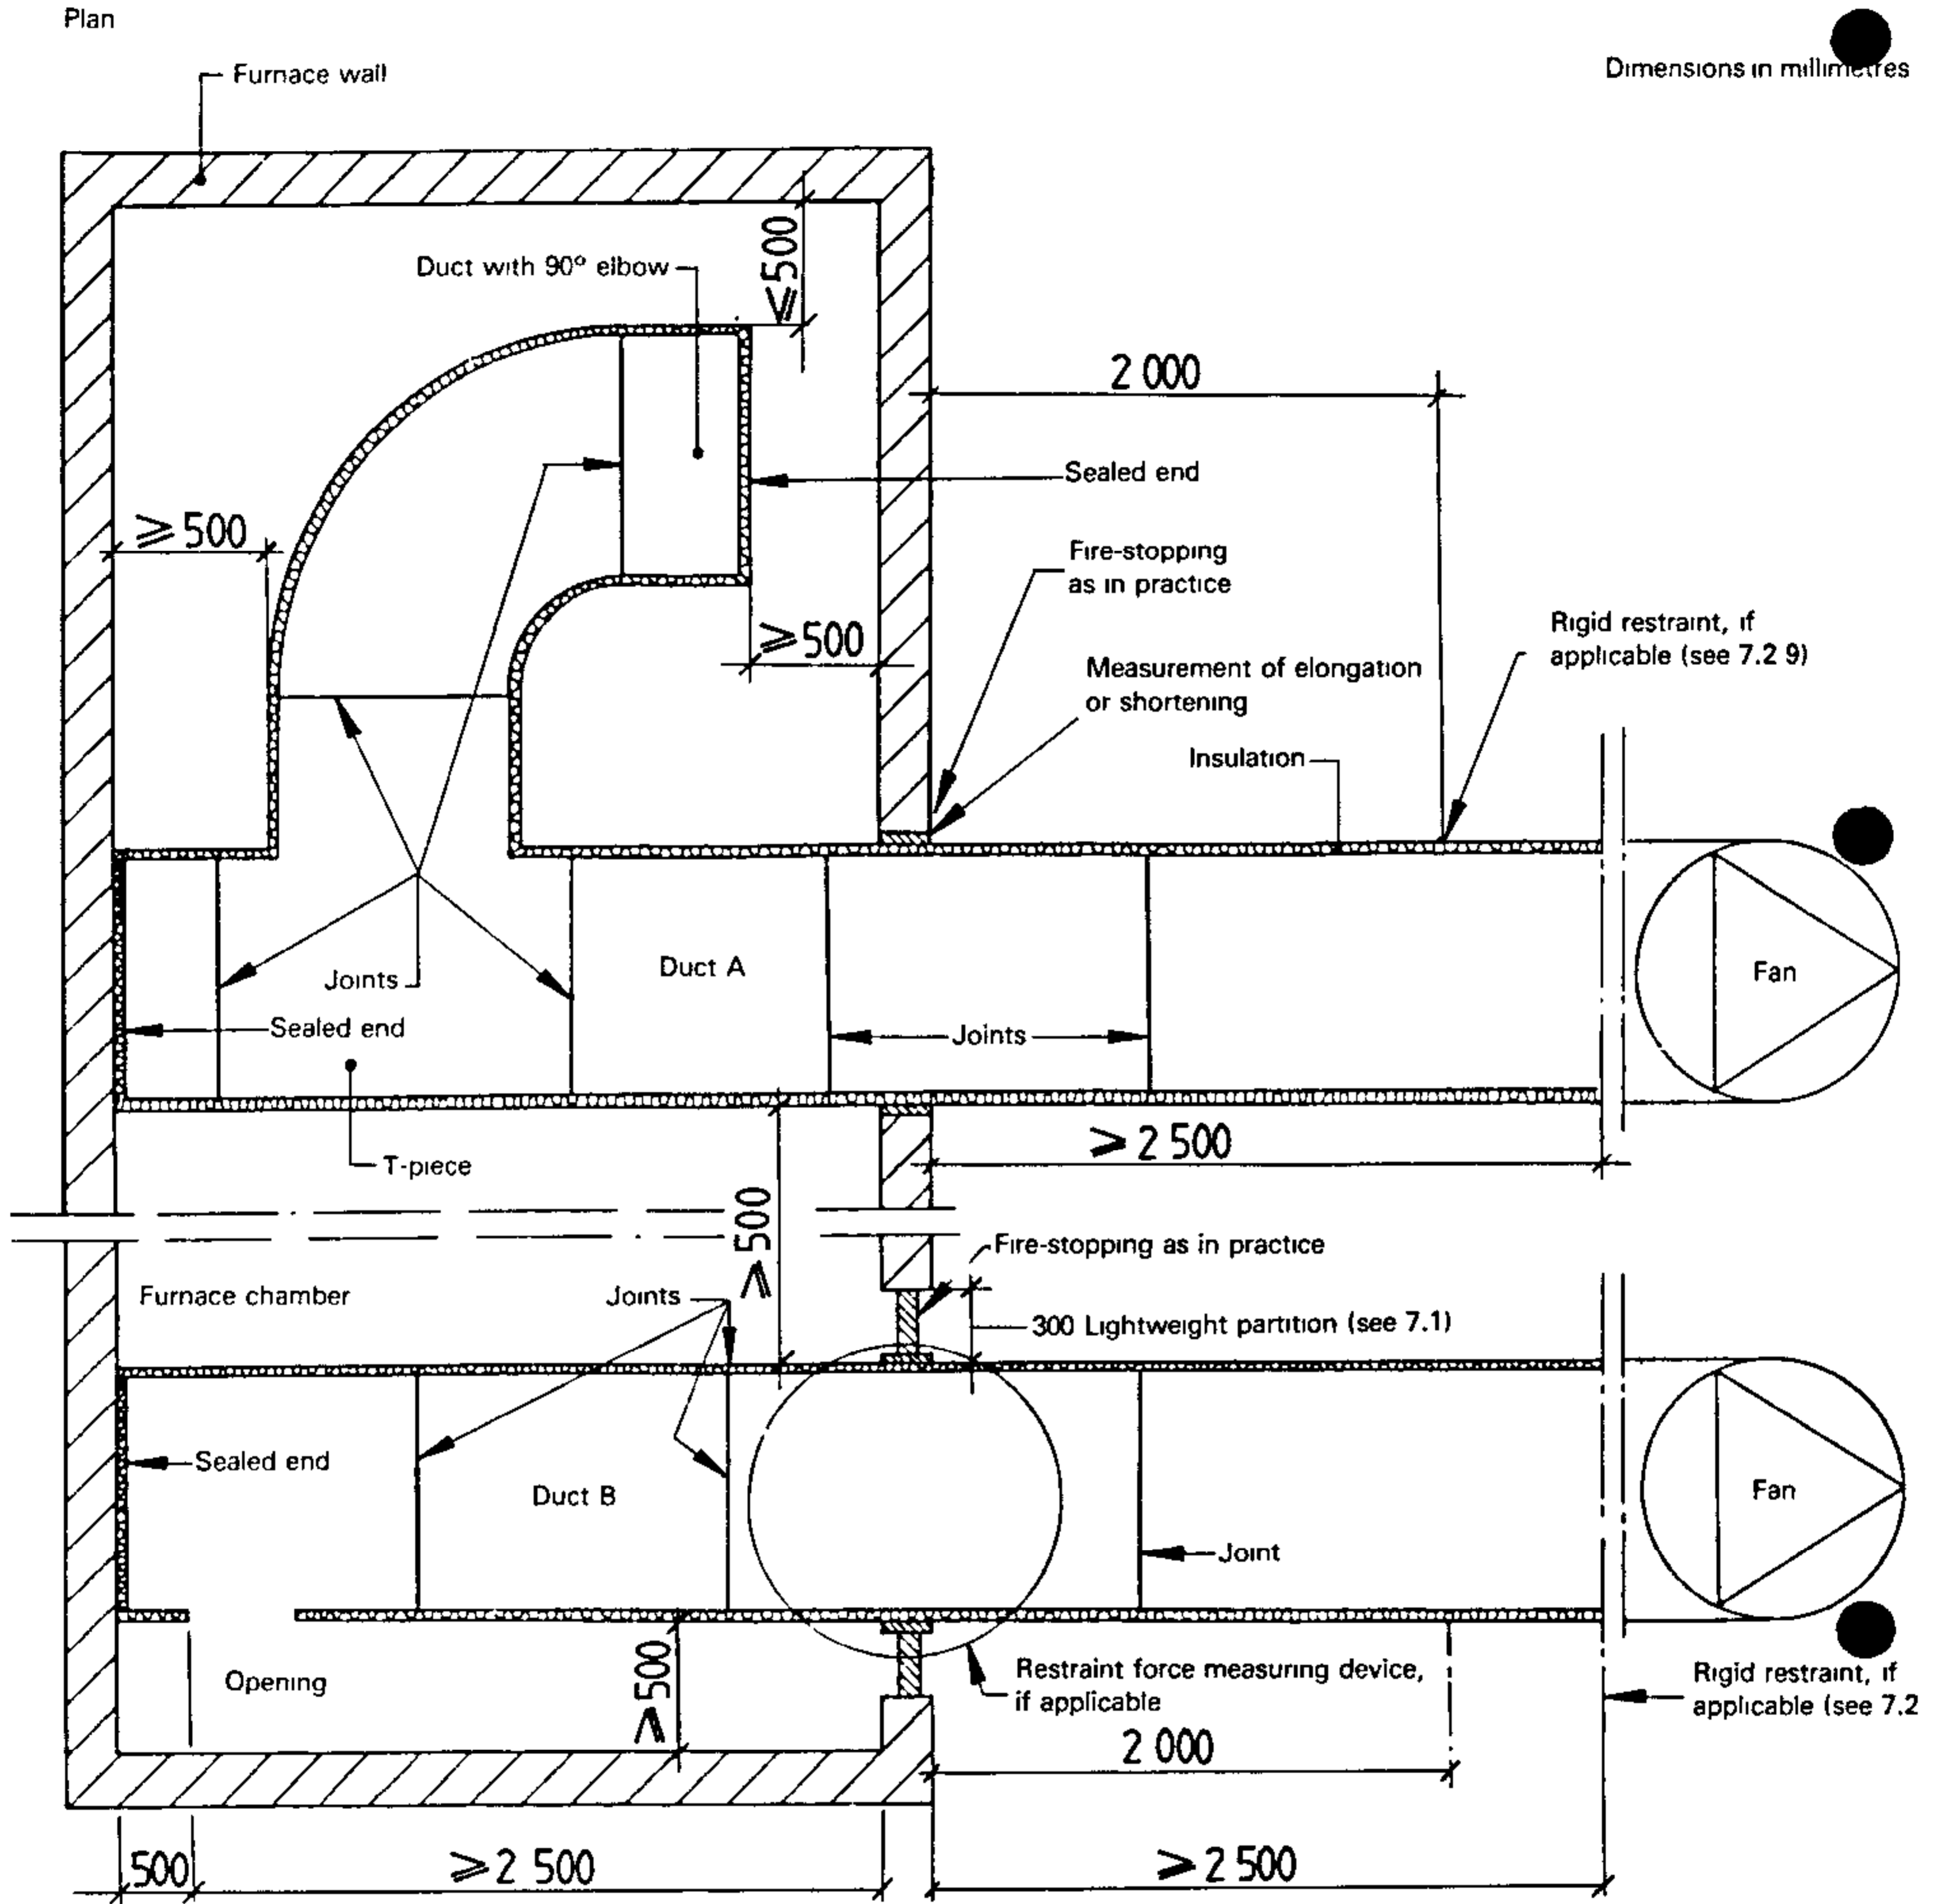 Plan
Dimensions in millimetres
Furnace wall
Duct with 90° elbow
⩽500
2 000
Sealed end
⩾500
Fire-stopping
as in practice
Rigid restraint, if
applicable (see 7.2 9)
⩾500
Measurement of elongation
or shortening
Insulation
Duct A
Fan
Joints
Sealed end
Joints
T-piece
⩾2 500
⩾500
Fire-stopping as in practice
Furnace chamber
Joints
300 Lightweight partition (see 7.1)
Sealed end
Duct B
Fan
Joint
Opening
⩾500
Restraint force measuring device,
if applicable
Rigid restraint, if
applicable (see 7.2
2 000
500
⩾2 500
⩾2 500